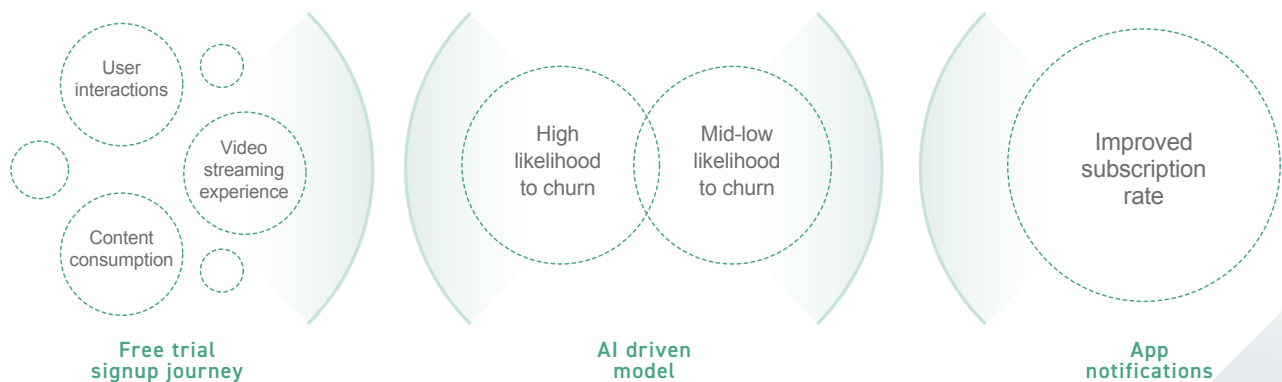 User
interactions
Video
streaming
experience
Content
consumption
Free trial
signup journey
High
likelihood
to churn
Mid-low
likelihood
to churn
AI driven
model
Improved
subscription
rate
App
notifications